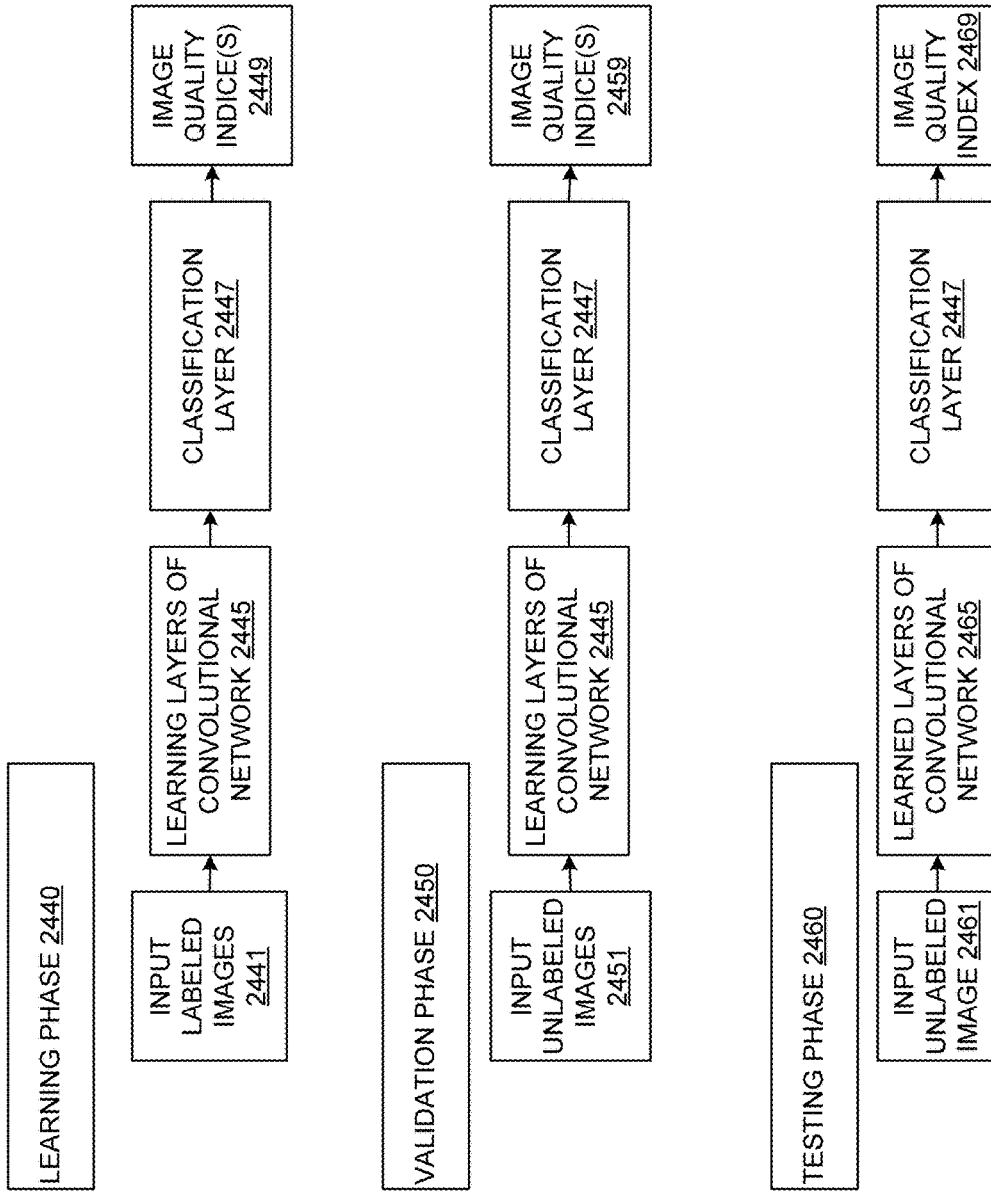 LEARNING PHASE 2440
INPUT
LABELED
IMAGES
2441
LEARNING LAYERS OF
CONVOLUTIONAL
NETWORK 2445
CLASSIFICATION
LAYER 2447
IMAGE
QUALITY
INDICE(S)
2449
VALIDATION PHASE 2450
INPUT
UNLABELED
IMAGES
2451
LEARNING LAYERS OF
CONVOLUTIONAL
NETWORK 2445
CLASSIFICATION
LAYER 2447
IMAGE
QUALITY
INDICE(S)
2459
TESTING PHASE 2460
INPUT
UNLABELED
IMAGE 2461
LEARNED LAYERS OF
CONVOLUTIONAL
NETWORK 2465
CLASSIFICATION
LAYER 2447
IMAGE
QUALITY
INDEX 2469